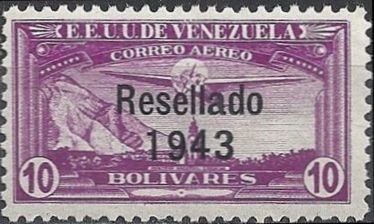 E.E.U.U. DE VENEZUELA
CORREO AEREO
Resellado
1943
10 BOLIVARES 10